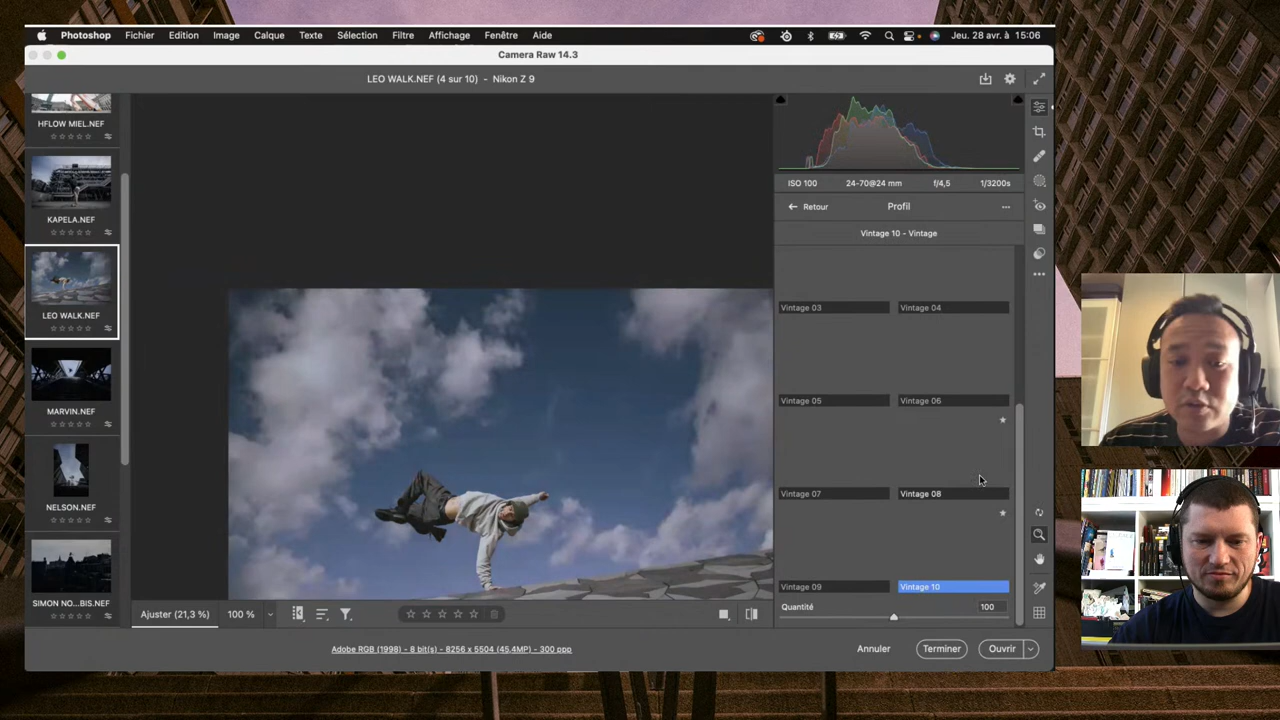 Photoshop Fichier Edition Image Calque Texte Sélection Filtre Affichage Fenêtre Aide Jeu. 28 avr. à 15:06
Camera Raw 14.3
LEO WALK.NEF (4 sur 10) - Nikon Z 9
HFLOW MIEL.NEF
KAPELA.NEF
LEO WALK.NEF
MARVIN.NEF
NELSON.NEF
SIMON NO...BIS.NEF
ISO 100 24-70@24 mm f/4,5 1/3200s
Retour Profil
Vintage 10 - Vintage
Vintage 03 Vintage 04
Vintage 05 Vintage 06
Vintage 07 Vintage 08
Vintage 09 Vintage 10
Quantité 100
Ajuster (21,3 %) 100 %
Adobe RGB (1998) - 8 bit(s) - 8256 x 5504 (45,4MP) - 300 ppp
Annuler Terminer Ouvrir